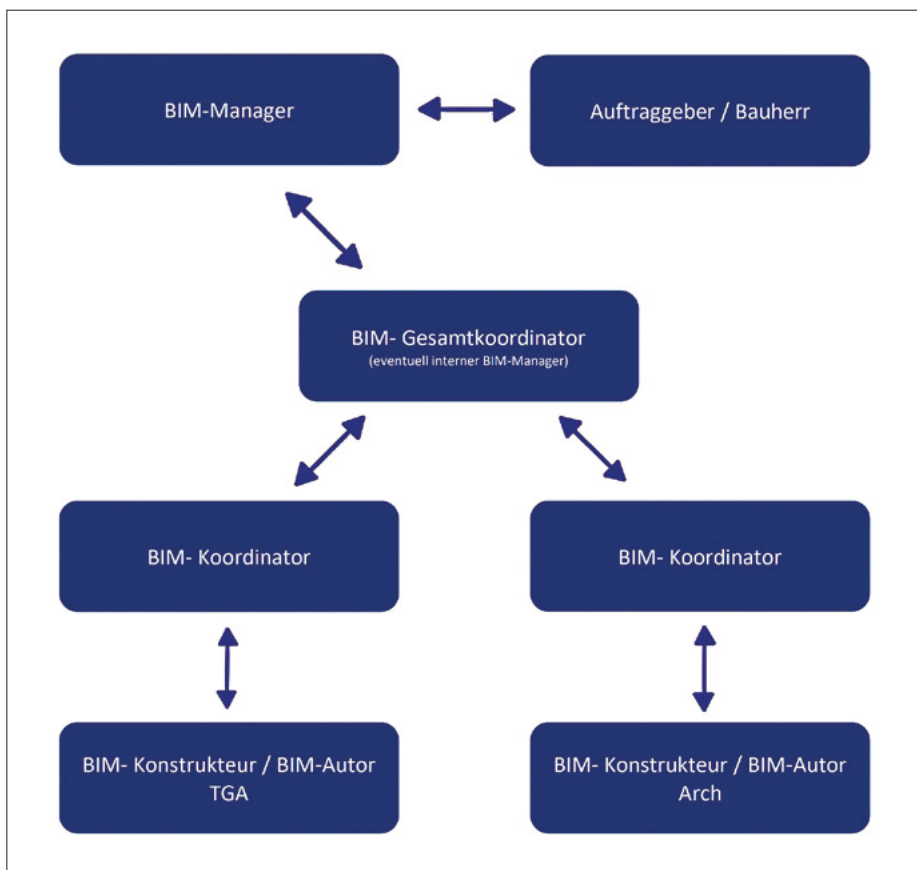 BIM-Manager
Auftraggeber / Bauherr
BIM- Gesamtkoordinator
(eventuell interner BIM-Manager)
BIM- Koordinator
BIM- Koordinator
BIM- Konstrukteur / BIM-Autor
TGA
BIM- Konstrukteur / BIM-Autor
Arch